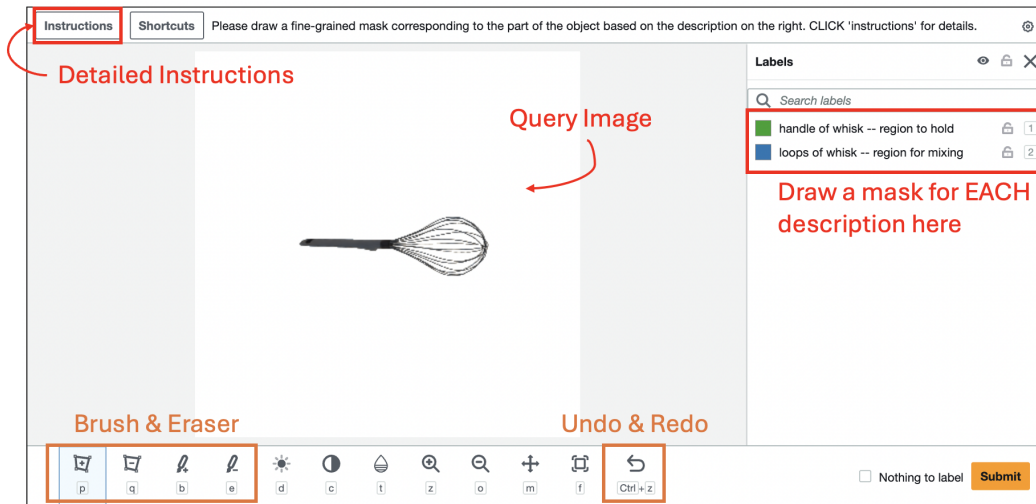 Instructions Shortcuts Please draw a fine-grained mask corresponding to the part of the object based on the description on the right. CLICK 'instructions' for details.
Detailed Instructions
Query Image
Labels
Search labels
handle of whisk -- region to hold 1
loops of whisk -- region for mixing 2
Draw a mask for EACH
description here
Brush & Eraser
Undo & Redo
p q b e d c t z o m f Ctrl + z
Nothing to label Submit